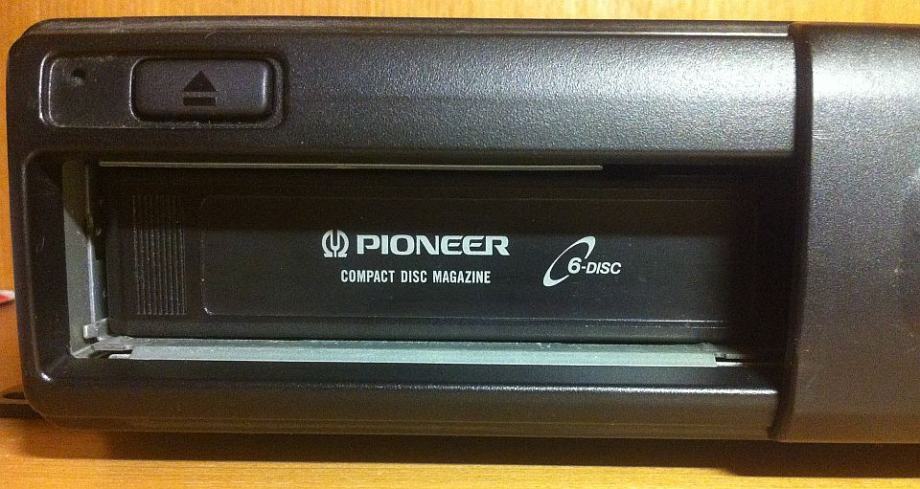 PIONEER
COMPACT DISC MAGAZINE
6-DISC